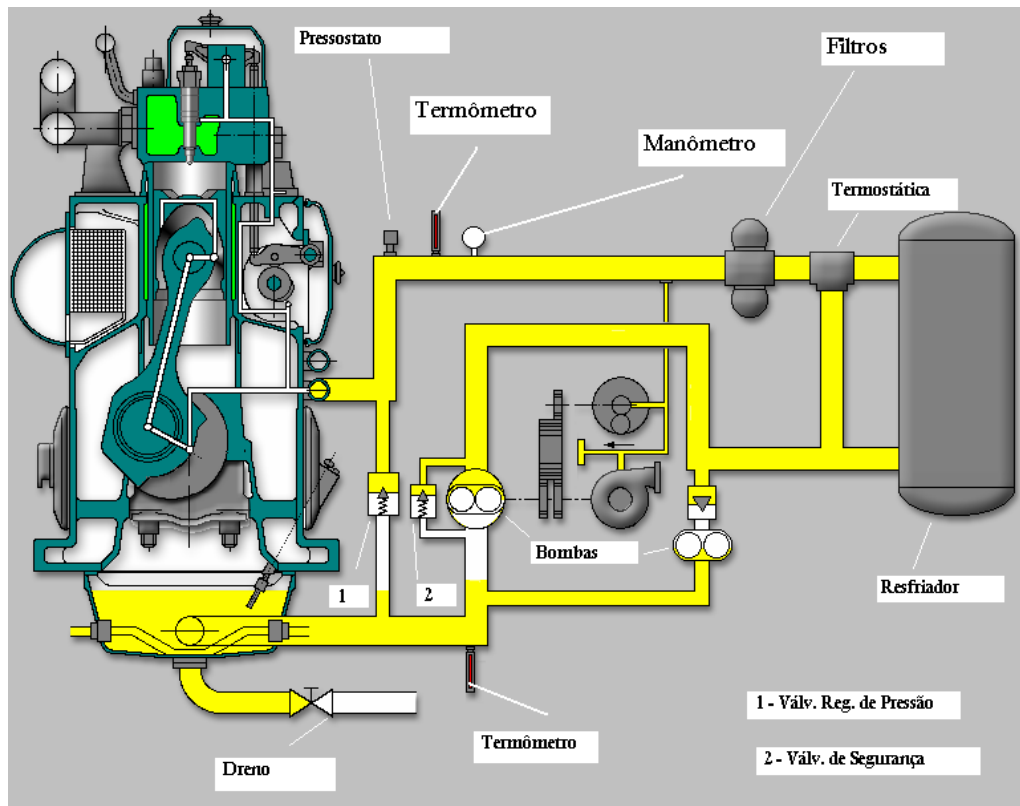 Pressostato
Filtros
Termômetro
Manômetro
Termostática
Bombas
1
2
Resfriador
1 - Válv. Reg. de Pressão
Termômetro
2 - Válv. de Segurança
Dreno